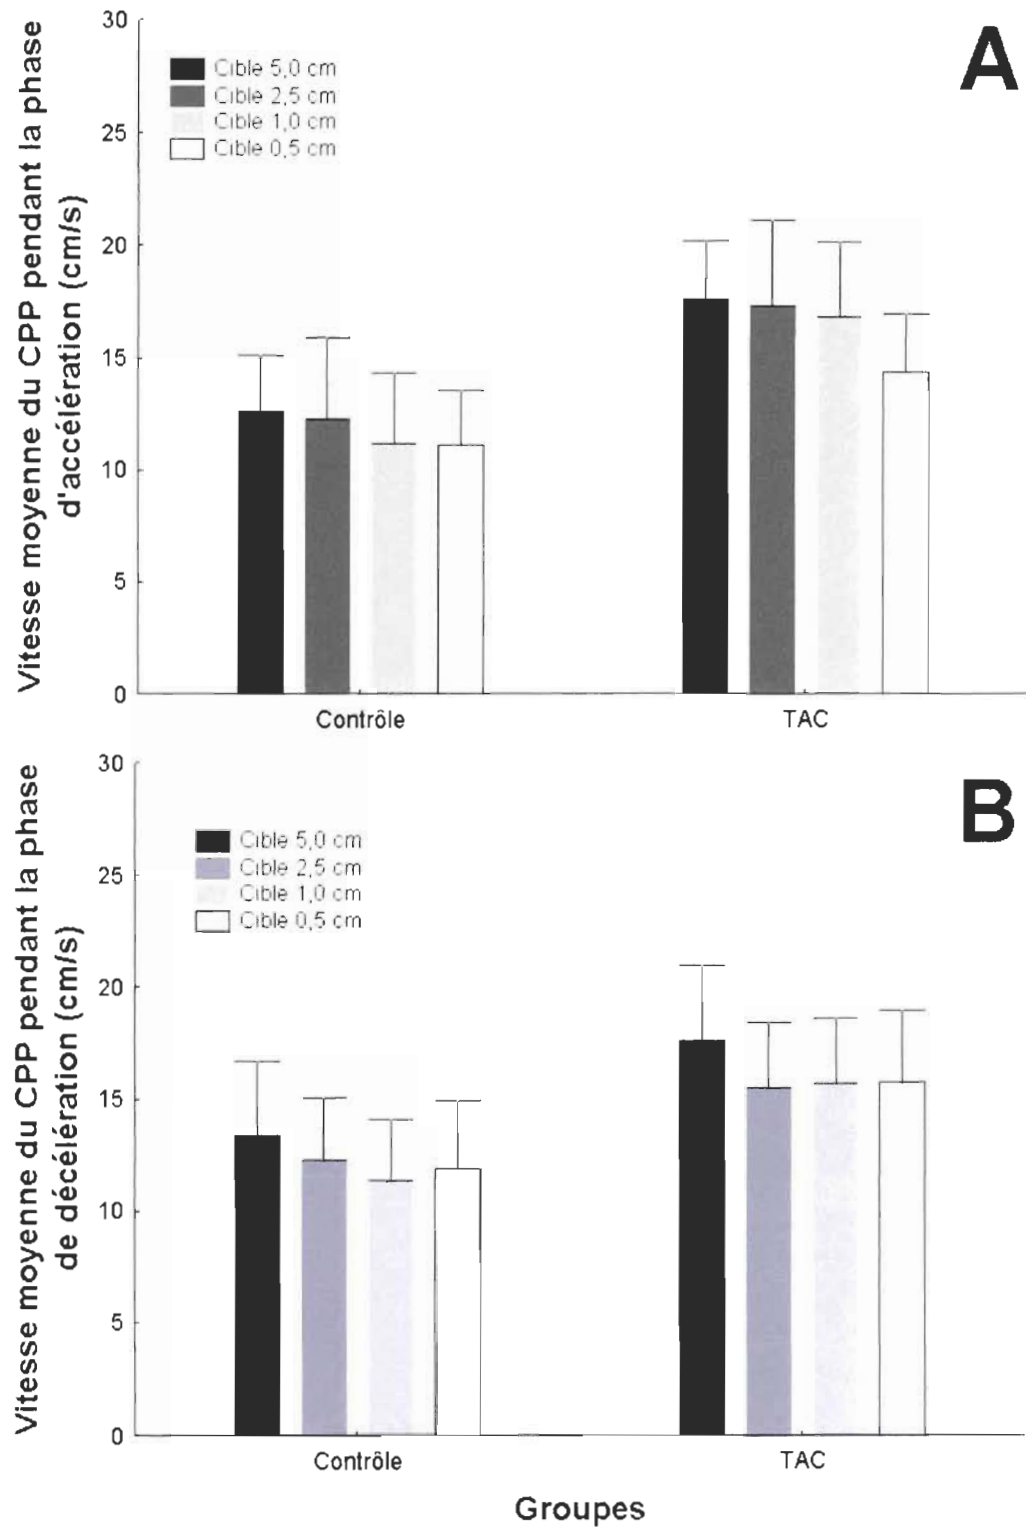 Vitesse moyenne du CPP pendant la phase
d'accélération (cm/s)
30
25
20
15
10
5
0
Cible 5,0 cm
Cible 2,5 cm
Cible 1,0 cm
Cible 0,5 cm
A
Contrôle
TAC
Vitesse moyenne du CPP pendant la phase
de décélération (cm/s)
30
25
20
15
10
5
0
Cible 5,0 cm
Cible 2,5 cm
Cible 1,0 cm
Cible 0,5 cm
B
Contrôle
TAC
Groupes